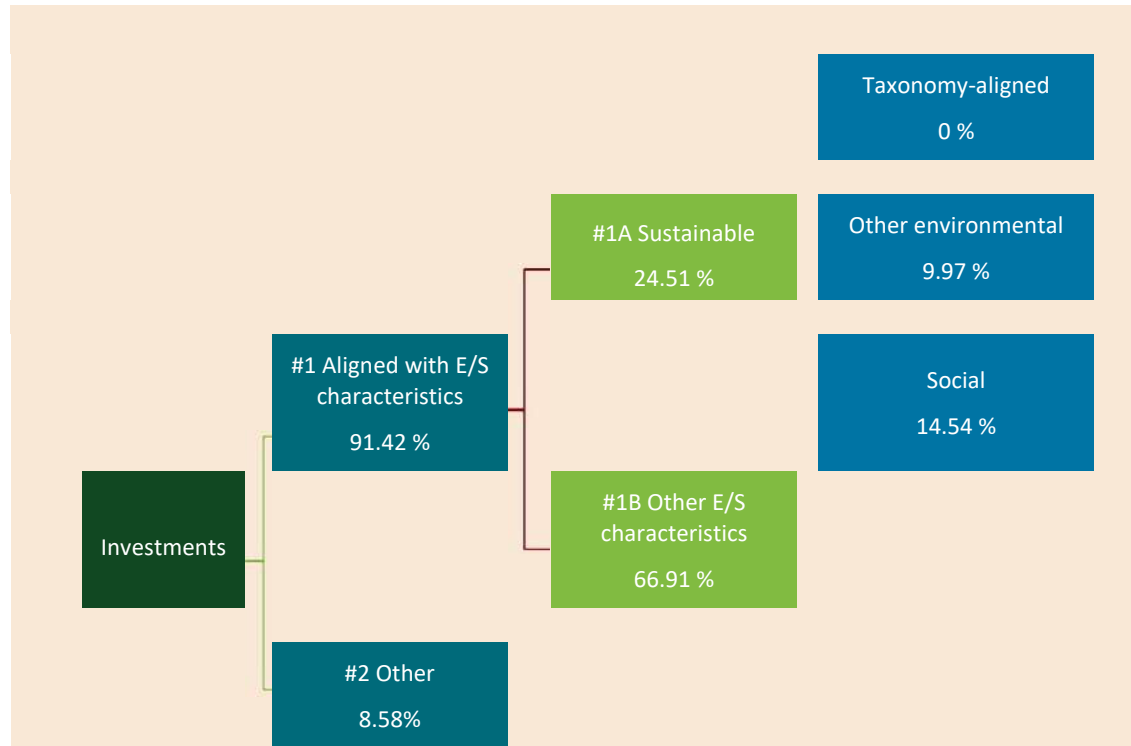 Investments
#1 Aligned with E/S
characteristics
91.42 %
#2 Other
8.58%
#1A Sustainable
24.51 %
#1B Other E/S
characteristics
66.91 %
Taxonomy-aligned
0 %
Other environmental
9.97 %
Social
14.54 %